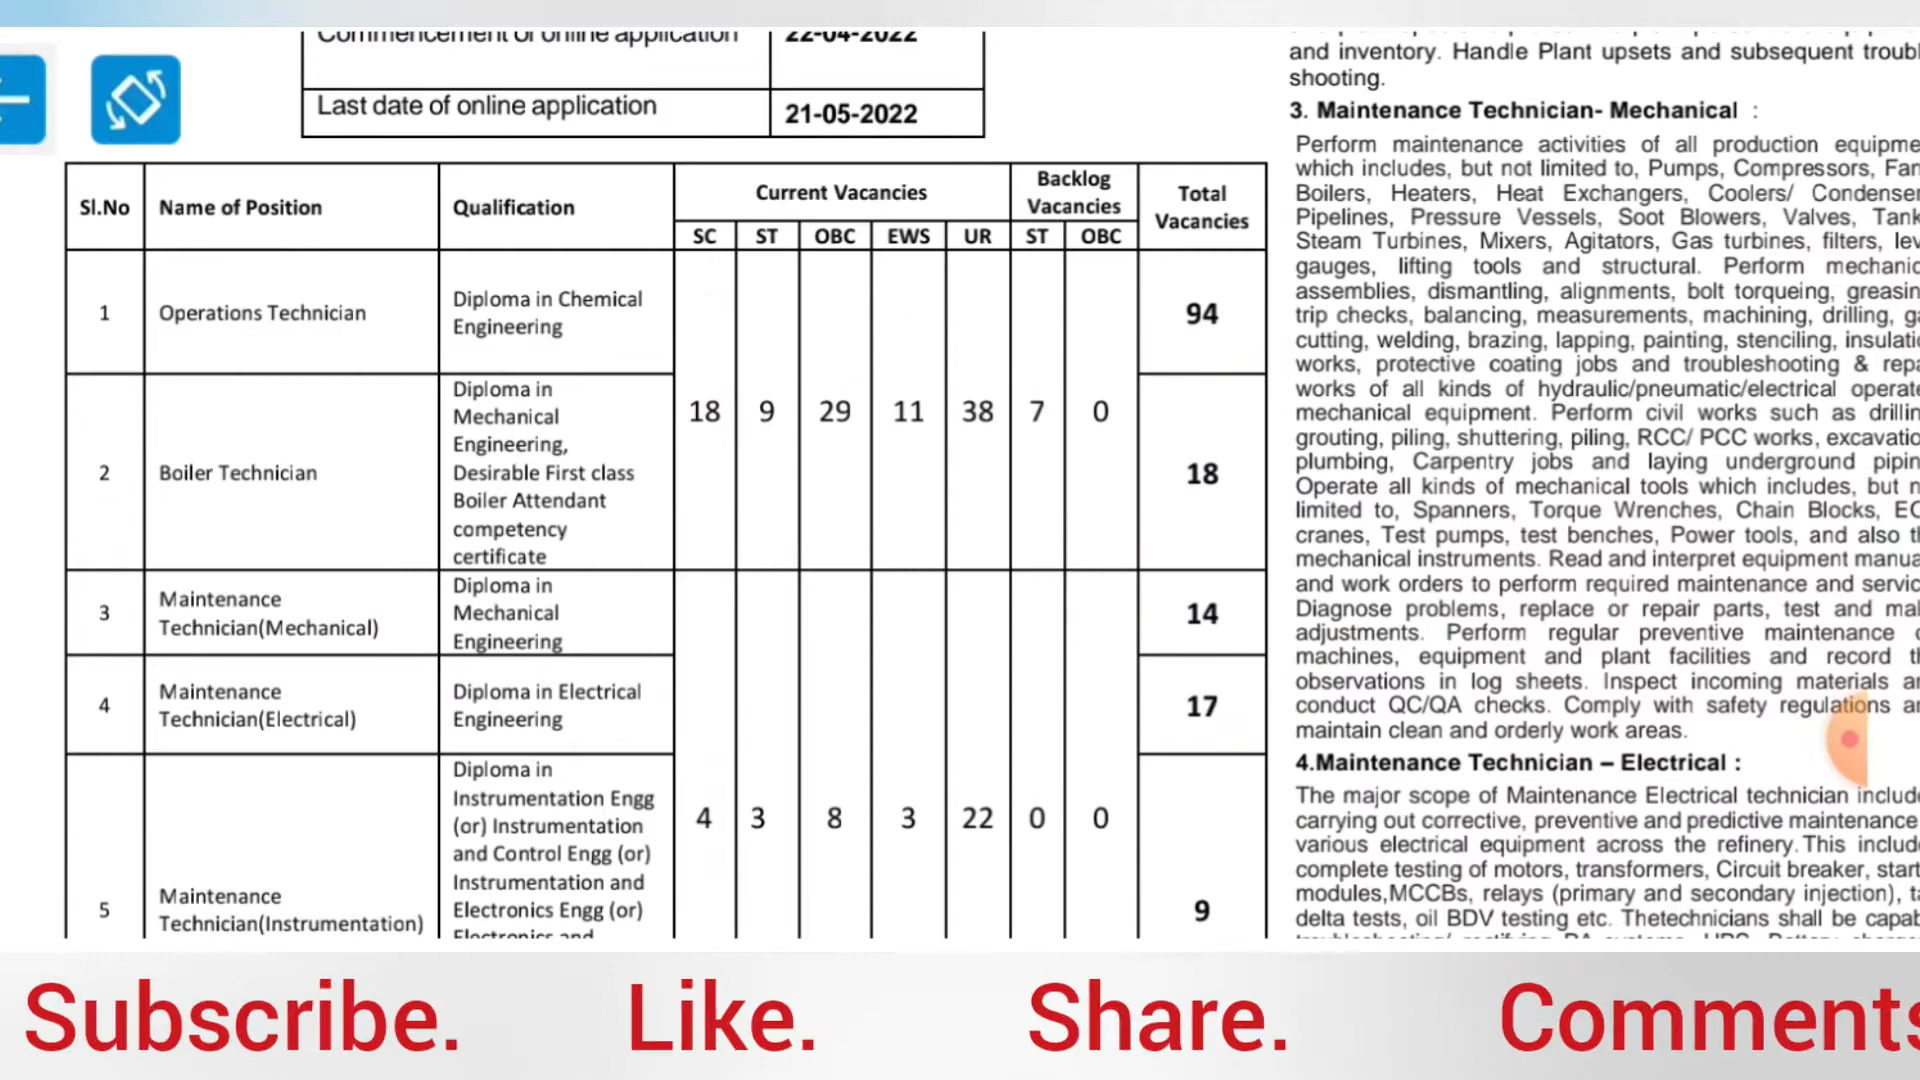 Commencement of online application 22-04-2022
Last date of online application 21-05-2022
Sl.No Name of Position Qualification Current Vacancies Backlog Vacancies Total Vacancies
SC ST OBC EWS UR ST OBC
1 Operations Technician Diploma in Chemical Engineering 94
2 Boiler Technician
Diploma in
Mechanical
Engineering,
Desirable First class
Boiler Attendant
competency
certificate
18 9 29 11 38 7 0
18
3 Maintenance
Technician(Mechanical)
Diploma in
Mechanical
Engineering
14
4 Maintenance
Technician(Electrical)
Diploma in Electrical
Engineering
17
5 Maintenance
Technician(Instrumentation)
Diploma in
Instrumentation Engg
(or) Instrumentation
and Control Engg (or)
Instrumentation and
Electronics Engg (or)
Electronics and
4 3 8 3 22 0 0
9
and inventory. Handle Plant upsets and subsequent
shooting.
3. Maintenance Technician- Mechanical :
Perform maintenance activities of all production
which includes, but not limited to, Pumps, Compressors,
Boilers, Heaters, Heat Exchangers, Coolers/
Pipelines, Pressure Vessels, Soot Blowers, Valves,
Steam Turbines, Mixers, Agitators, Gas turbines, filters,
gauges, lifting tools and structural. Perform
assemblies, dismantling, alignments, bolt torqueing,
trip checks, balancing, measurements, machining, drilling,
cutting, welding, brazing, lapping, painting, stenciling,
works, protective coating jobs and troubleshooting &
works of all kinds of hydraulic/pneumatic/electrical
mechanical equipment. Perform civil works such as
grouting, piling, shuttering, piling, RCC/ PCC works,
plumbing, Carpentry jobs and laying underground
Operate all kinds of mechanical tools which includes, but
limited to, Spanners, Torque Wrenches, Chain Blocks,
cranes, Test pumps, test benches, Power tools, and also
mechanical instruments. Read and interpret equipment
and work orders to perform required maintenance and
Diagnose problems, replace or repair parts, test and
adjustments. Perform regular preventive maintenance
machines, equipment and plant facilities and record
observations in log sheets. Inspect incoming materials
conduct QC/QA checks. Comply with safety regulations
maintain clean and orderly work areas.
4.Maintenance Technician – Electrical :
The major scope of Maintenance Electrical technician
carrying out corrective, preventive and predictive maintenance
various electrical equipment across the refinery.This
complete testing of motors, transformers, Circuit breaker,
modules,MCCBs, relays (primary and secondary injection),
delta tests, oil BDV testing etc. Thetechnicians shall be
Subscribe. Like. Share. Comments